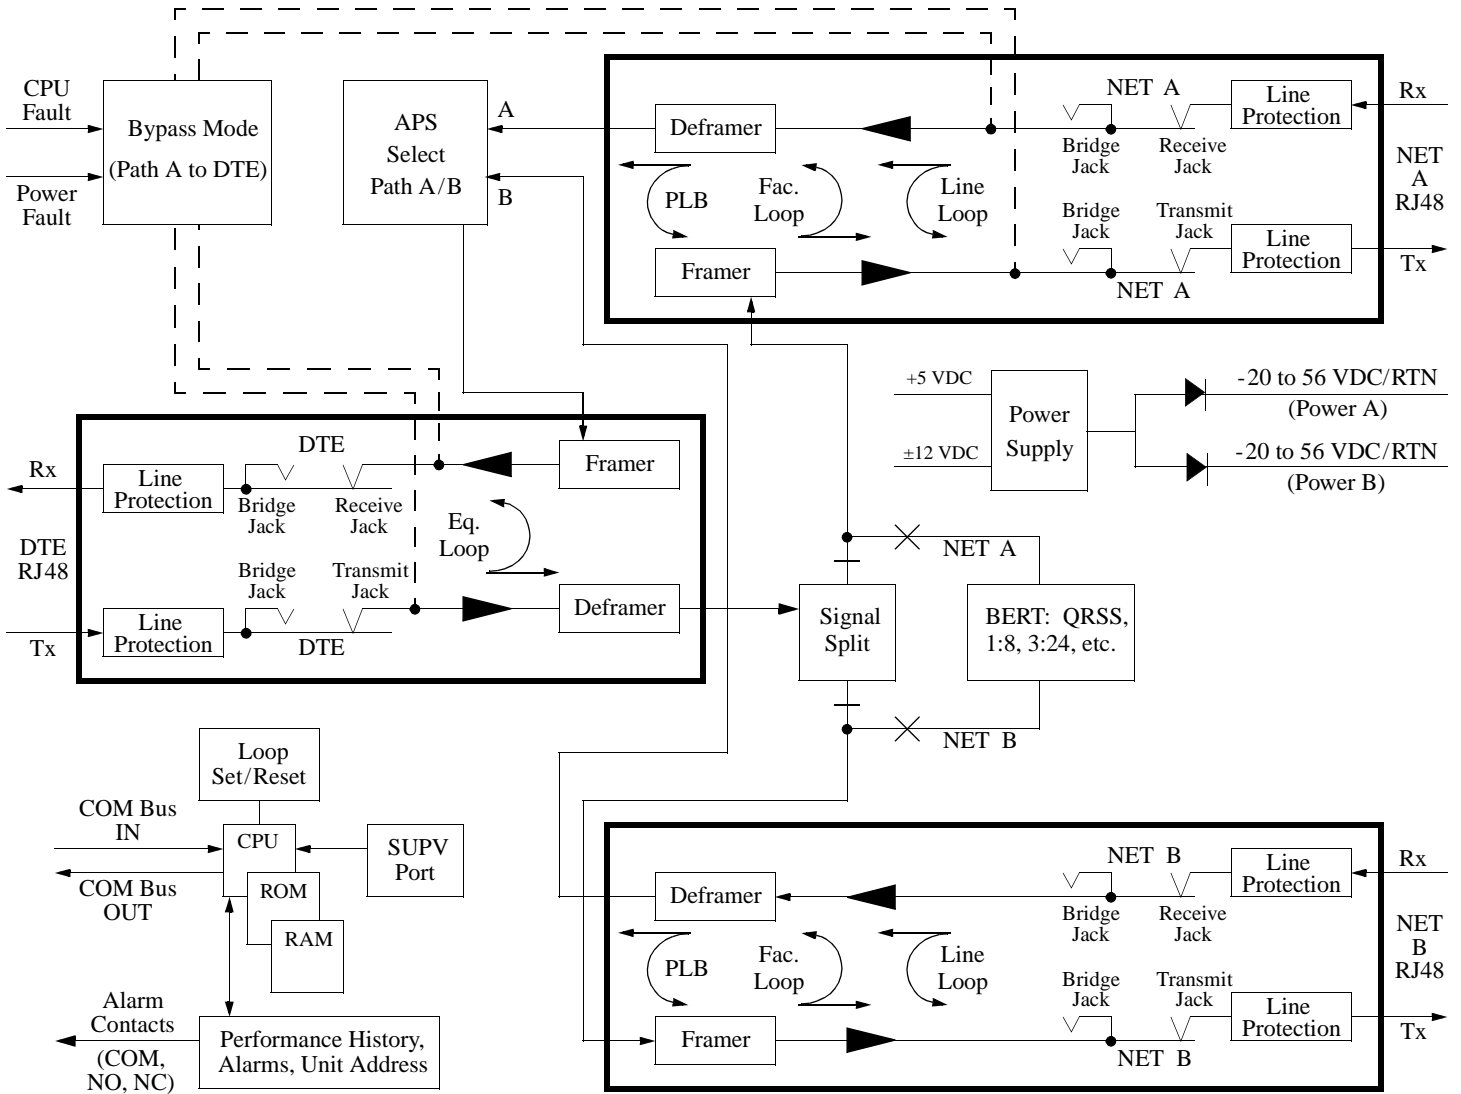 CPU
Fault
Power
Fault
Bypass Mode
(Path A to DTE)
APS
Select
Path A/B
A
B
NET A
Deframer
Bridge
Jack
Receive
Jack
Line
Protection
Rx
PLB
Fac.
Loop
Line
Loop
NET
A
RJ48
Framer
Bridge
Jack
Transmit
Jack
NET A
Line
Protection
Tx
+5 VDC
±12 VDC
Power
Supply
-20 to 56 VDC/RTN
(Power A)
-20 to 56 VDC/RTN
(Power B)
Rx
Line
Protection
DTE
Bridge
Jack
Receive
Jack
Framer
DTE
RJ48
Eq.
Loop
Tx
Line
Protection
Bridge
Jack
Transmit
Jack
DTE
Deframer
NET A
Signal
Split
BERT: QRSS,
1:8, 3:24, etc.
NET B
Loop
Set/Reset
COM Bus
IN
COM Bus
OUT
CPU
ROM
RAM
SUPV
Port
Alarm
Contacts
(COM,
NO, NC)
Performance History,
Alarms, Unit Address
NET B
Deframer
Bridge
Jack
Receive
Jack
Line
Protection
Rx
PLB
Fac.
Loop
Line
Loop
NET
B
RJ48
Framer
Bridge
Jack
Transmit
Jack
NET B
Line
Protection
Tx